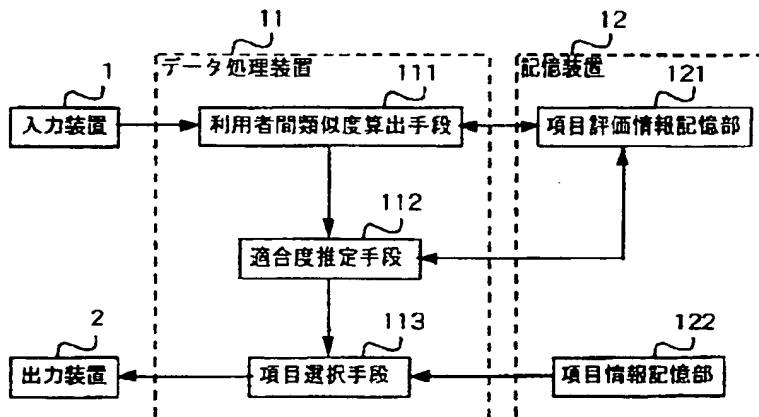 11
12
データ処理装置
記憶装置
1
111
121
入力装置
利用者間類似度算出手段
項目評価情報記憶部
112
適合度推定手段
2
113
122
出力装置
項目選択手段
項目情報記憶部